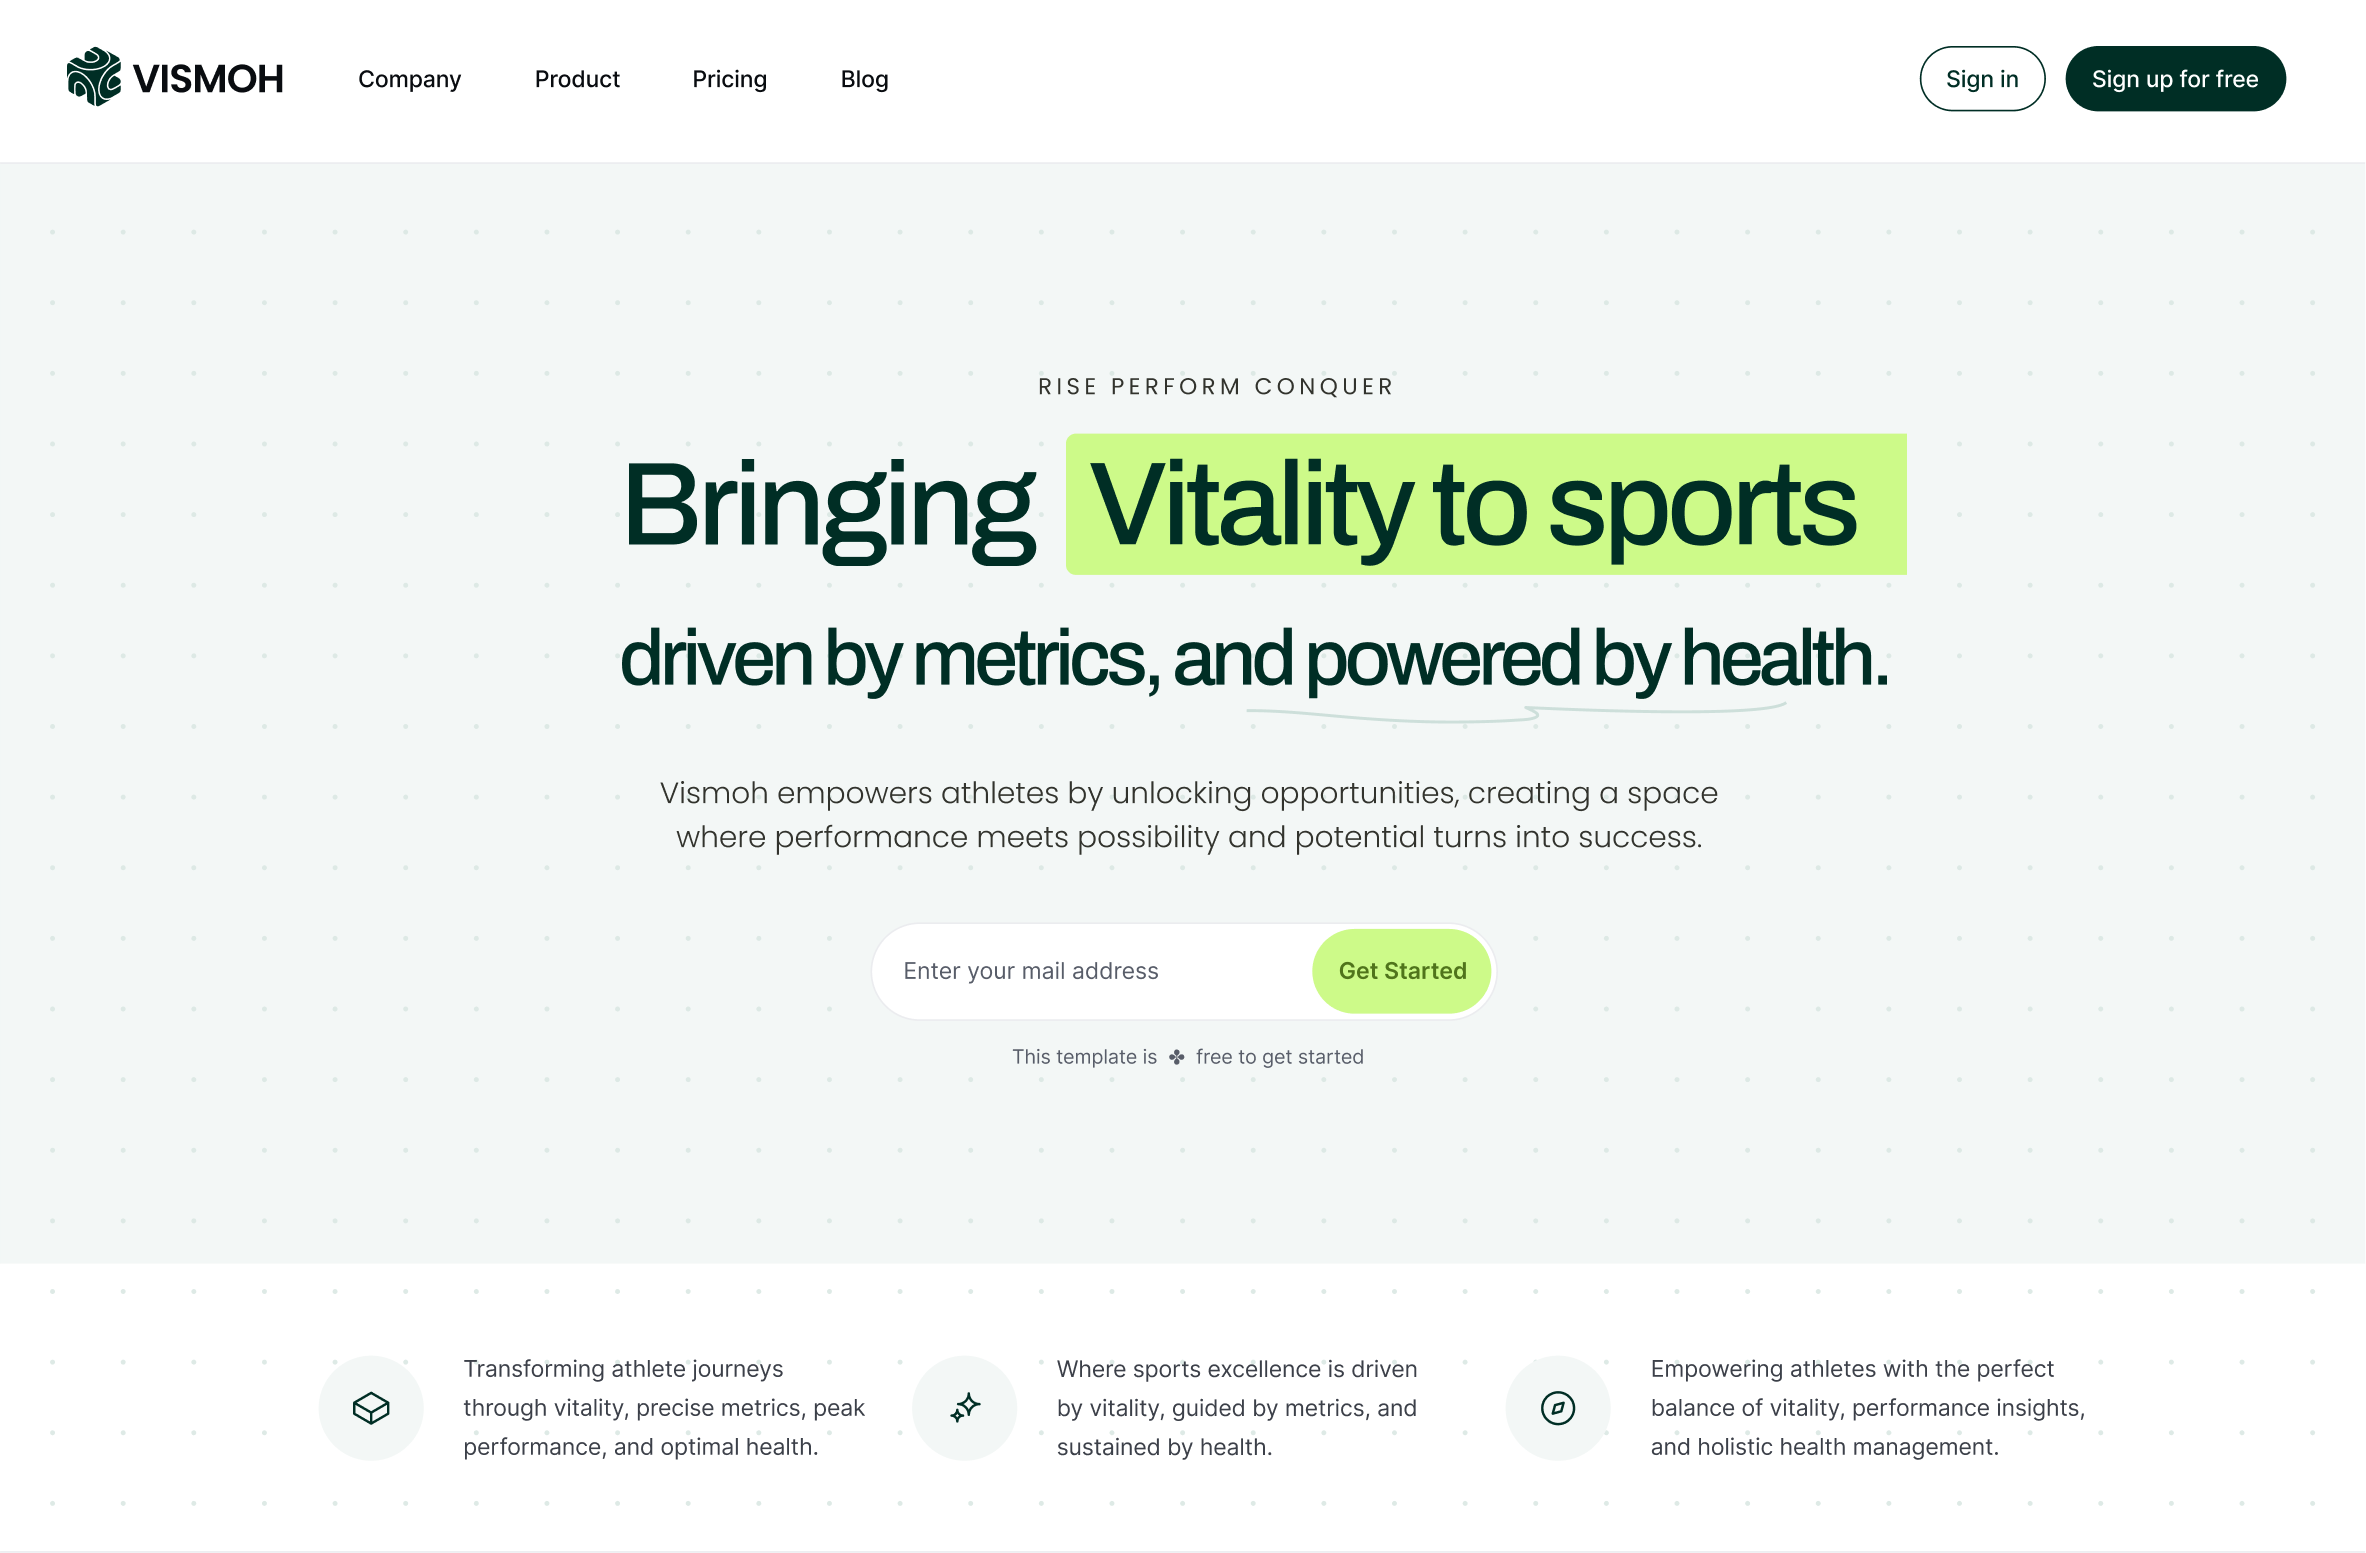 VISMOH
Company
Product
Pricing
Blog
Sign in
Sign up for free
RISE PERFORM CONQUER
Bringing Vitality to sports
driven by metrics, and powered by health.
Vismoh empowers athletes by unlocking opportunities, creating a space
where performance meets possibility and potential turns into success.
Enter your mail address
Get Started
This template is free to get started
Transforming athlete journeys
through vitality, precise metrics, peak
performance, and optimal health.
Where sports excellence is driven
by vitality, guided by metrics, and
sustained by health.
Empowering athletes with the perfect
balance of vitality, performance insights,
and holistic health management.